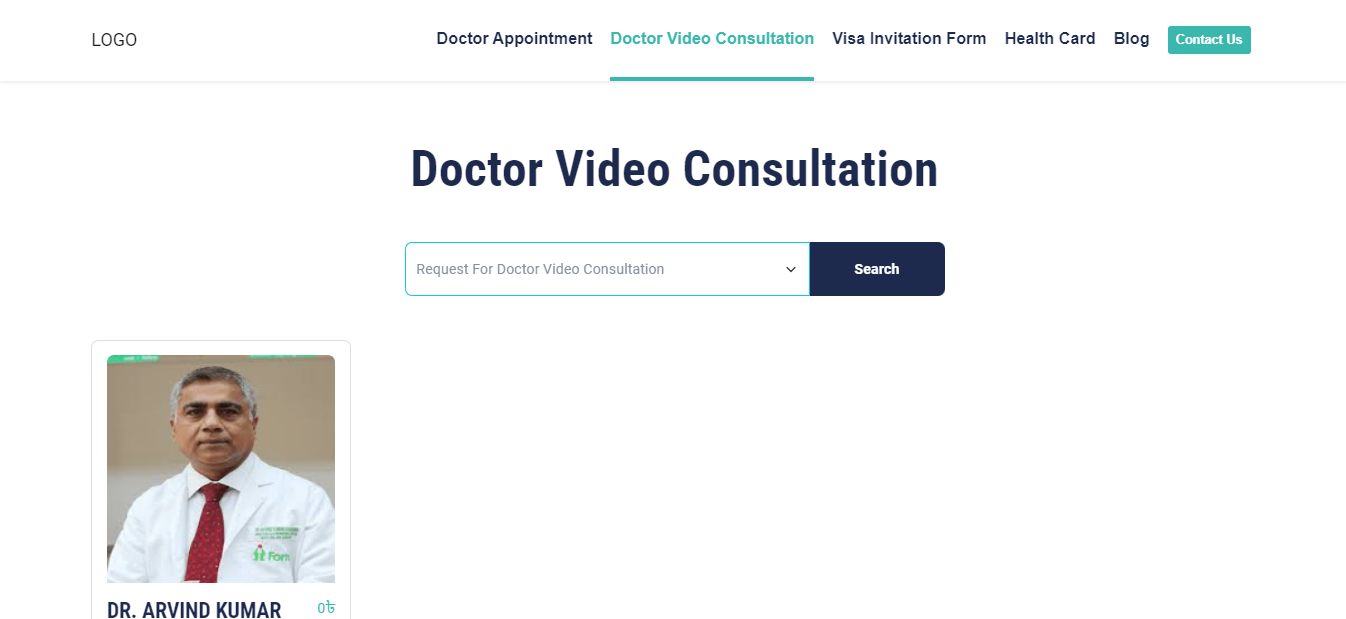 LOGO
Doctor Appointment Doctor Video Consultation Visa Invitation Form Health Card Blog Contact Us
Doctor Video Consultation
Request For Doctor Video Consultation Search
DR. ARVIND KUMAR 0৳